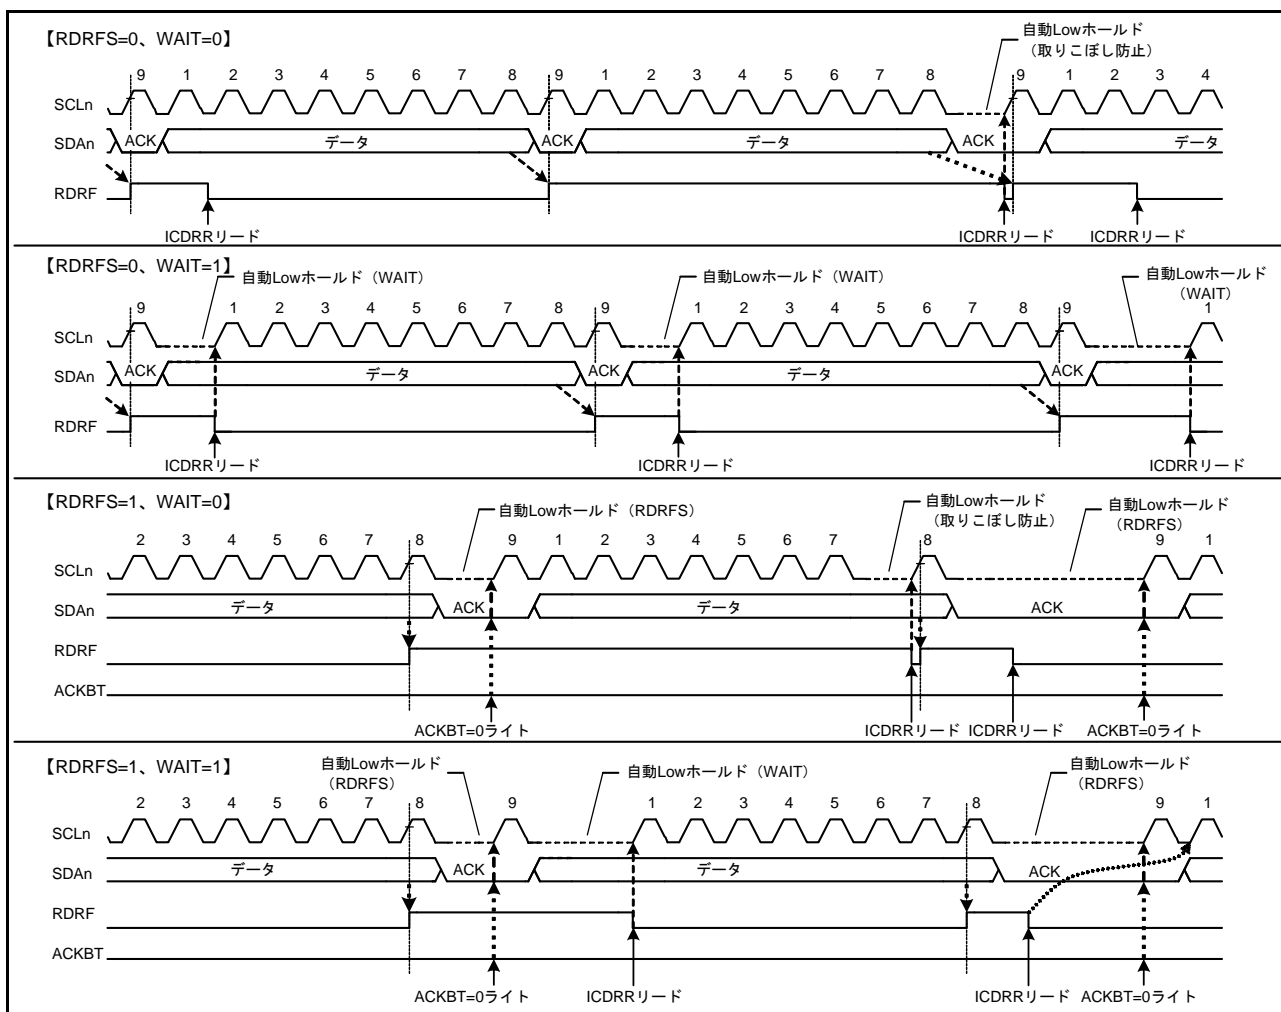 【RDRFS=0、WAIT=0】
自動Lowホールド
（取りこぼし防止）
9 1 2 3 4 5 6 7 8 9 1 2 3 4 5 6 7 8 9 1 2 3 4
SCLn
SDAn ACK データ ACK データ ACK データ
RDRF
ICDRRリード ICDRRリード ICDRRリード
【RDRFS=0、WAIT=1】
自動Lowホールド（WAIT） 自動Lowホールド（WAIT） 自動Lowホールド
（WAIT）
9 1 2 3 4 5 6 7 8 9 1 2 3 4 5 6 7 8 9 1
SCLn
SDAn ACK データ ACK データ ACK
RDRF
ICDRRリード ICDRRリード ICDRRリード
【RDRFS=1、WAIT=0】
自動Lowホールド（RDRFS） 自動Lowホールド
（取りこぼし防止） 自動Lowホールド
（RDRFS）
2 3 4 5 6 7 8 9 1 2 3 4 5 6 7 8 9 1
SCLn
SDAn データ ACK データ ACK
RDRF
ACKBT
ACKBT=0ライト ICDRRリード ICDRRリード ACKBT=0ライト
【RDRFS=1、WAIT=1】
自動Lowホールド
（RDRFS） 自動Lowホールド（WAIT） 自動Lowホールド
（RDRFS）
2 3 4 5 6 7 8 9 1 2 3 4 5 6 7 8 9 1
SCLn
SDAn データ ACK データ ACK
RDRF
ACKBT
ACKBT=0ライト ICDRRリード ICDRRリード ACKBT=0ライト